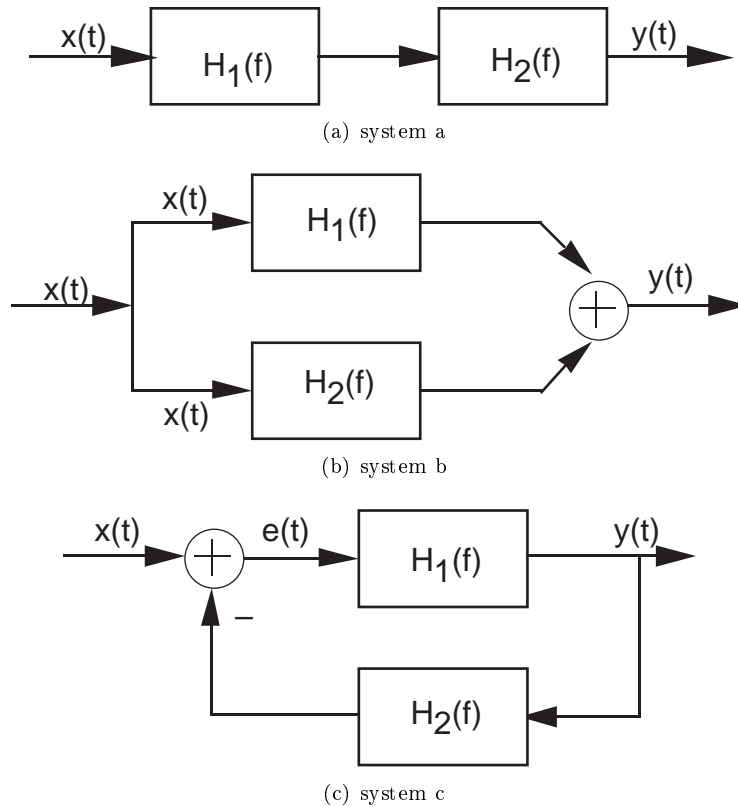 x(t)
H1(f)
H2(f)
y(t)
(a) system a
x(t)
H1(f)
x(t)
y(t)
H2(f)
x(t)
(b) system b
x(t)
e(t)
H1(f)
y(t)
–
H2(f)
(c) system c